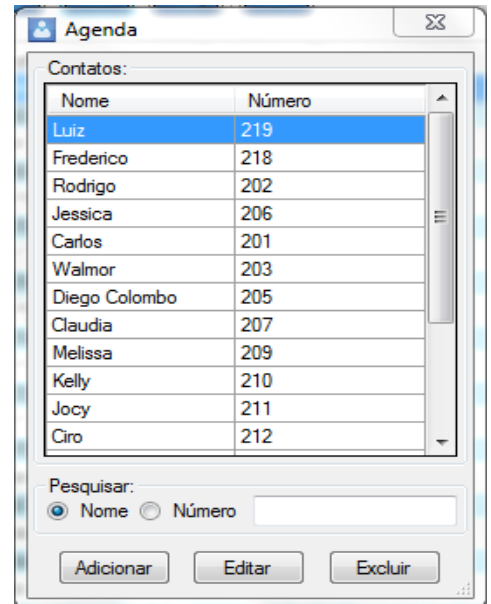 Agenda
Contatos:
Nome Número
Luiz 219
Frederico 218
Rodrigo 202
Jessica 206
Carlos 201
Walmor 203
Diego Colombo 205
Claudia 207
Melissa 209
Kelly 210
Jocy 211
Ciro 212
Pesquisar:
Nome Número
Adicionar Editar Excluir